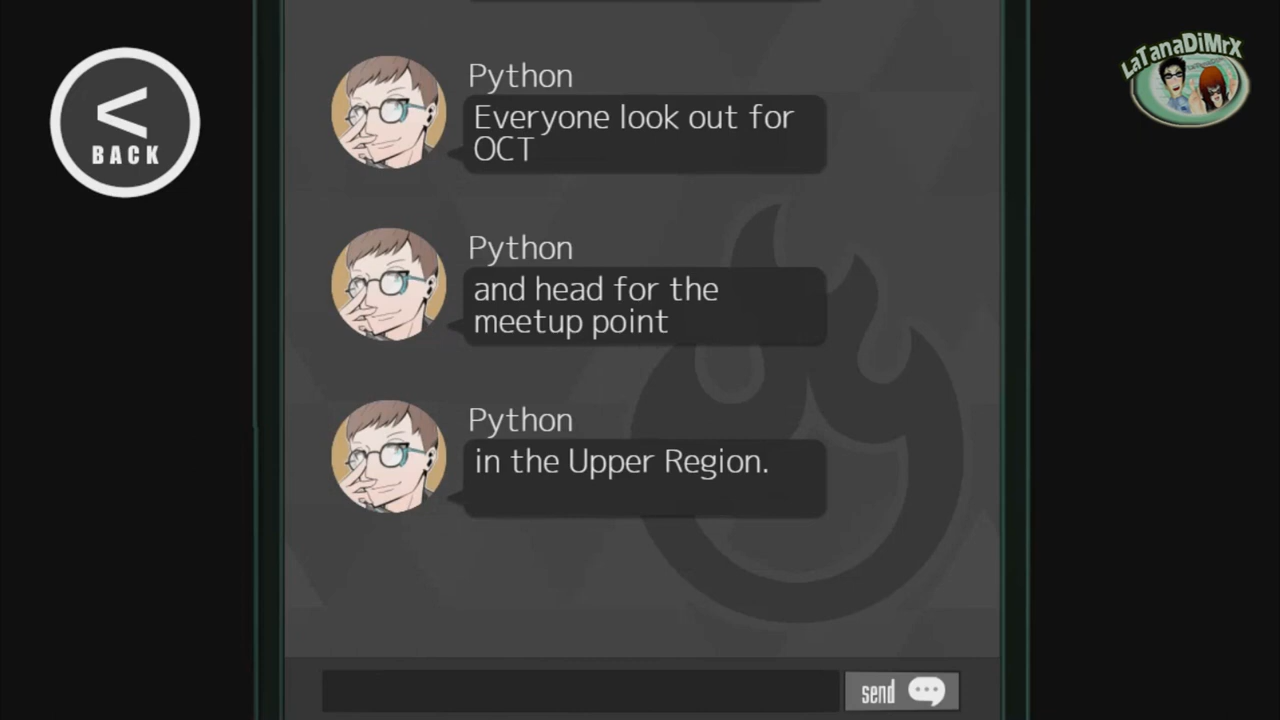 LaTanaDiMrX
<
BACK
Python
Everyone look out for
OCT
Python
and head for the
meetup point
Python
in the Upper Region.
send